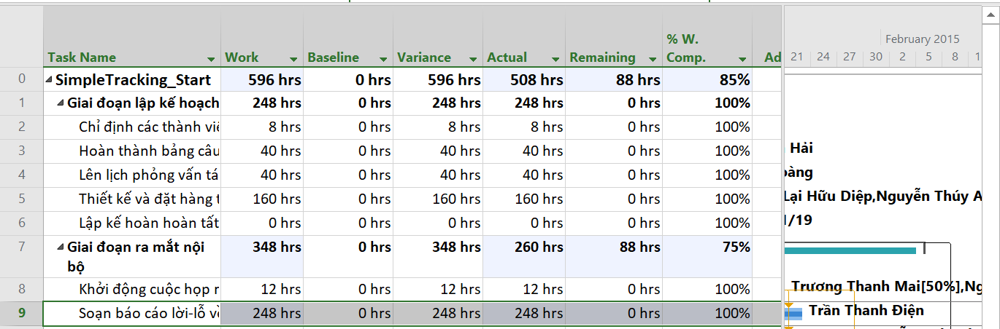 % W.
Task Name Work Baseline Variance Actual Remaining Comp. Ad
February 2015
21 24 27 30 2 5 8 1
0 SimpleTracking_Start 596 hrs 0 hrs 596 hrs 508 hrs 88 hrs 85%
1 Giai đoạn lập kế hoạch 248 hrs 0 hrs 248 hrs 248 hrs 0 hrs 100%
2 Chỉ định các thành viê 8 hrs 0 hrs 8 hrs 8 hrs 0 hrs 100%
3 Hoàn thành bảng câu 40 hrs 0 hrs 40 hrs 40 hrs 0 hrs 100% Hải
4 Lên lịch phỏng vấn tá 40 hrs 0 hrs 40 hrs 40 hrs 0 hrs 100% oàng
5 Thiết kế và đặt hàng t 160 hrs 0 hrs 160 hrs 160 hrs 0 hrs 100% Lại Hữu Diệp,Nguyễn Thúy A
6 Lập kế hoàn hoàn tất 0 hrs 0 hrs 0 hrs 0 hrs 0 hrs 100% 1/19
7 Giai đoạn ra mắt nội 348 hrs 0 hrs 348 hrs 260 hrs 88 hrs 75%
bộ
8 Khởi động cuộc họp r 12 hrs 0 hrs 12 hrs 12 hrs 0 hrs 100% Trương Thanh Mai[50%],Ng
9 Soạn báo cáo lời-lỗ về 248 hrs 0 hrs 248 hrs 248 hrs 0 hrs 100% Trần Thanh Điện